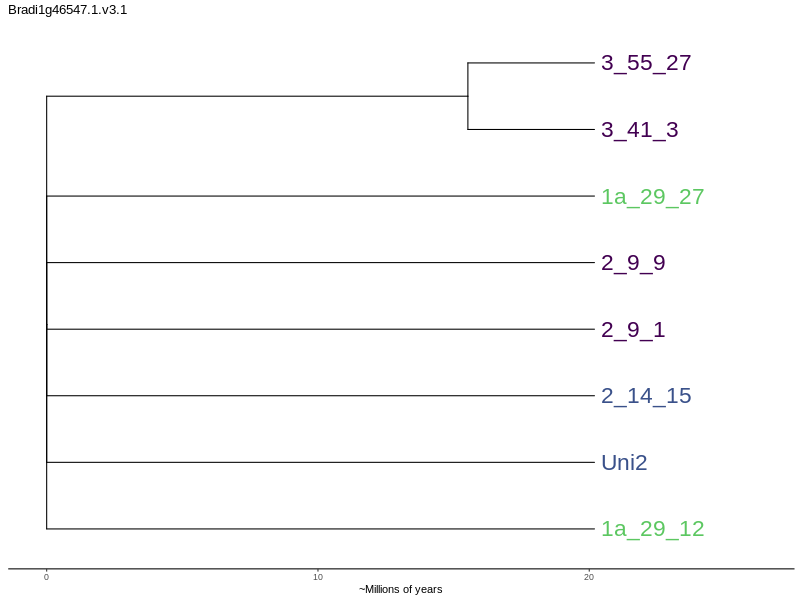 Bradi1g46547.1.v3.1
3_55_27
3_41_3
1a_29_27
2_9_9
2_9_1
2_14_15
Uni2
1a_29_12
0 10 20
~Millions of years